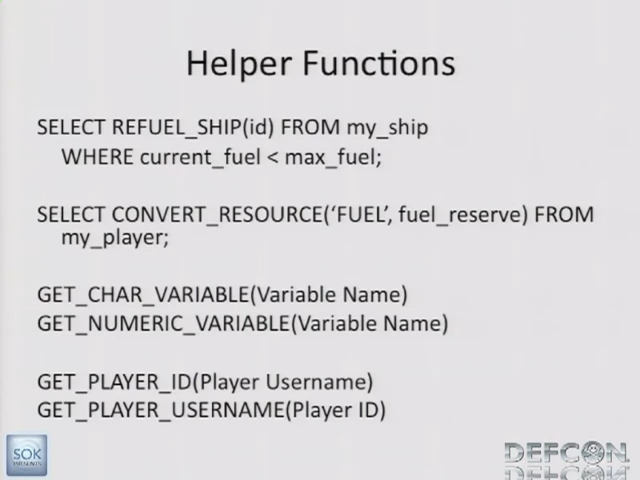 Helper Functions
SELECT REFUEL_SHIP(id) FROM my_ship
WHERE current_fuel < max_fuel;
SELECT CONVERT_RESOURCE(‘FUEL’, fuel_reserve) FROM
my_player;
GET_CHAR_VARIABLE(Variable Name)
GET_NUMERIC_VARIABLE(Variable Name)
GET_PLAYER_ID(Player Username)
GET_PLAYER_USERNAME(Player ID)
SOK
PRESENTS
DEFCON